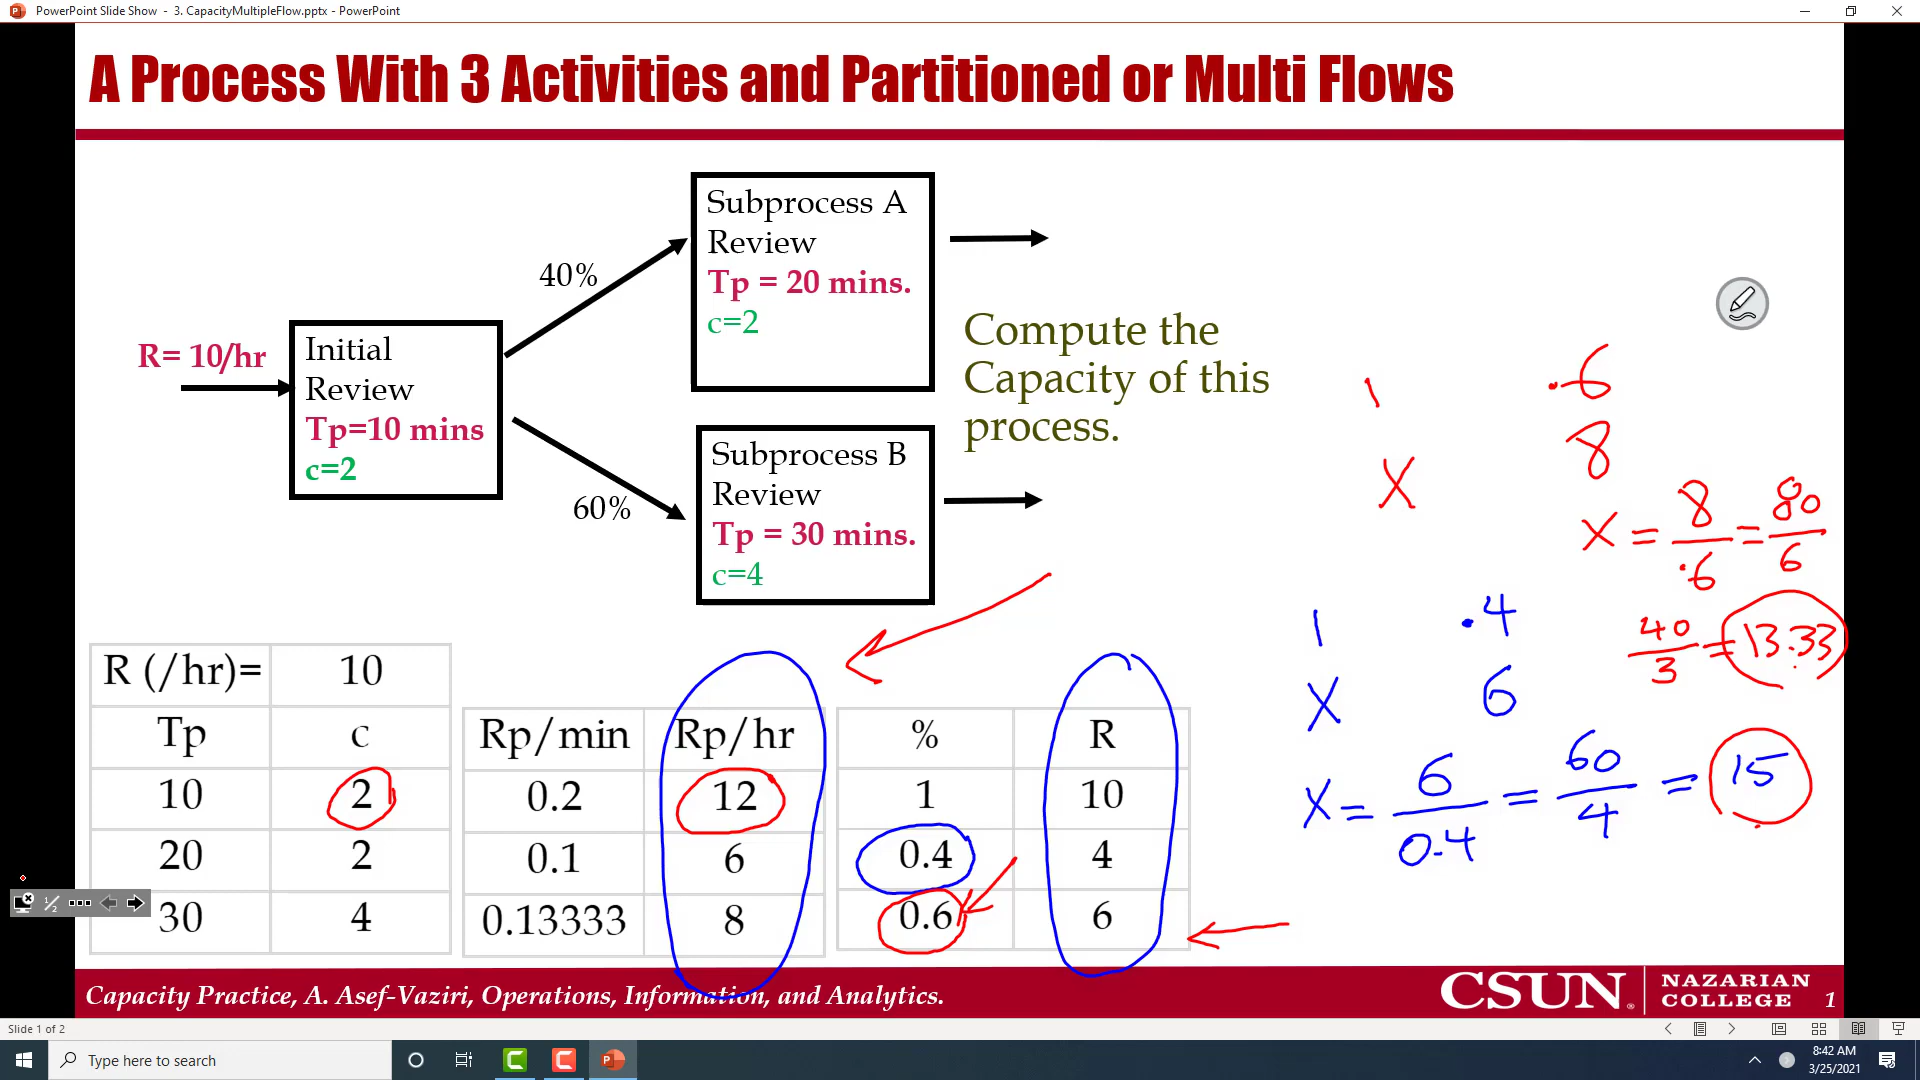 PowerPoint Slide Show - 3. CapacityMultipleFlow.pptx - PowerPoint
A Process With 3 Activities and Partitioned or Multi Flows
Subprocess A
Review
Tp = 20 mins.
c=2
40%
R= 10/hr
Initial
Review
Tp=10 mins
c=2
Compute the
Capacity of this
process.
60%
Subprocess B
Review
Tp = 30 mins.
c=4
1 .6
X 8
X = 8/.6 = 80/6
40/3 = 13.33
1 .4
X 6
X = 6/0.4 = 60/4 = 15
R (/hr)= 10
Tp c Rp/min Rp/hr % R
10 2 0.2 12 1 10
20 2 0.1 6 0.4 4
30 4 0.13333 8 0.6 6
Capacity Practice, A. Asef-Vaziri, Operations, Information, and Analytics.
CSUN® NAZARIAN
COLLEGE 1
Slide 1 of 2
Type here to search
8:42 AM
3/25/2021